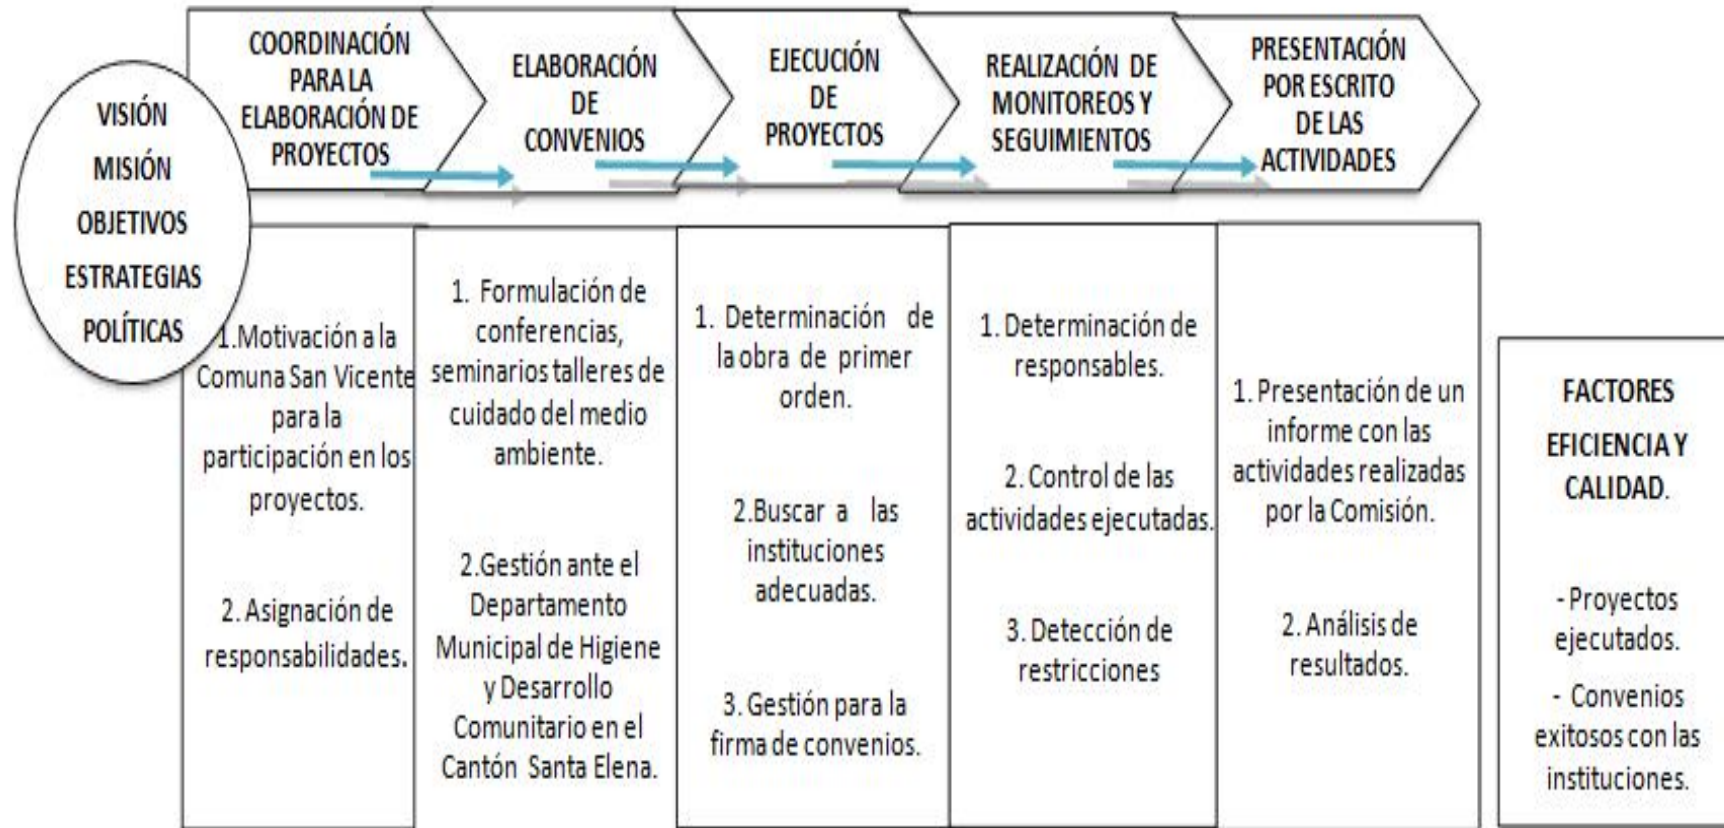 VISIÓN
MISIÓN
OBJETIVOS
ESTRATEGIAS
POLÍTICAS
COORDINACIÓN
PARA LA
ELABORACIÓN DE
PROYECTOS
ELABORACIÓN
DE
CONVENIOS
EJECUCIÓN
DE
PROYECTOS
REALIZACIÓN DE
MONITOREOS Y
SEGUIMIENTOS
PRESENTACIÓN
POR ESCRITO
DE LAS
ACTIVIDADES
1.Motivación a la
Comuna San Vicente
para la
participación en los
proyectos.
2. Asignación de
responsabilidades.
1. Formulación de
conferencias,
seminarios talleres de
cuidado del medio
ambiente.
2.Gestión ante el
Departamento
Municipal de Higiene
y Desarrollo
Comunitario en el
Cantón Santa Elena.
1. Determinación de
la obra de primer
orden.
2.Buscar a las
instituciones
adecuadas.
3. Gestión para la
firma de convenios.
1. Determinación de
responsables.
2. Control de las
actividades ejecutadas.
3. Detección de
restricciones
1. Presentación de un
informe con las
actividades realizadas
por la Comisión.
2. Análisis de
resultados.
FACTORES
EFICIENCIA Y
CALIDAD.
- Proyectos
ejecutados.
- Convenios
exitosos con las
instituciones.